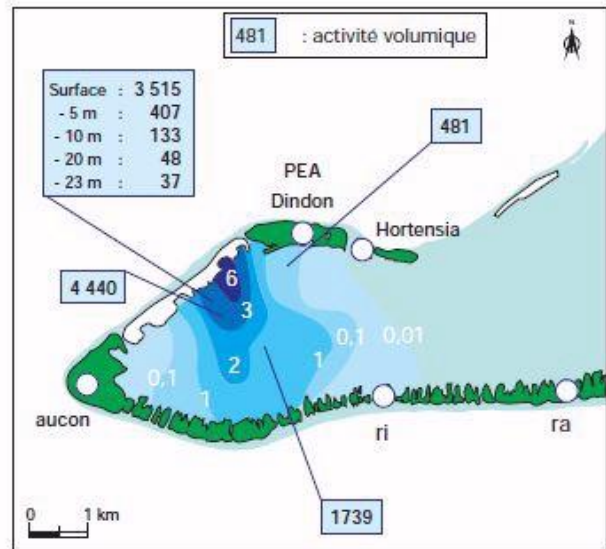 481 : activité volumique
N
Surface : 3 515
- 5 m : 407
- 10 m : 133
- 20 m : 48
- 23 m : 37
481
PEA
Dindon
Hortensia
4 440
6
3
0,1
0,01
2
1
0,1
1
aucon
ri
ra
1739
0 1 km